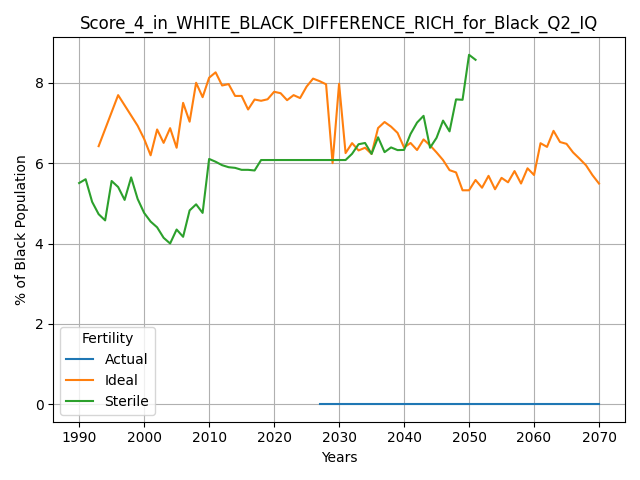 Score_4_in_WHITE_BLACK_DIFFERENCE_RICH_for_Black_Q2_IQ
% of Black Population
8
6
4
2
0
Fertility
Actual
Ideal
Sterile
1990 2000 2010 2020 2030 2040 2050 2060 2070
Years